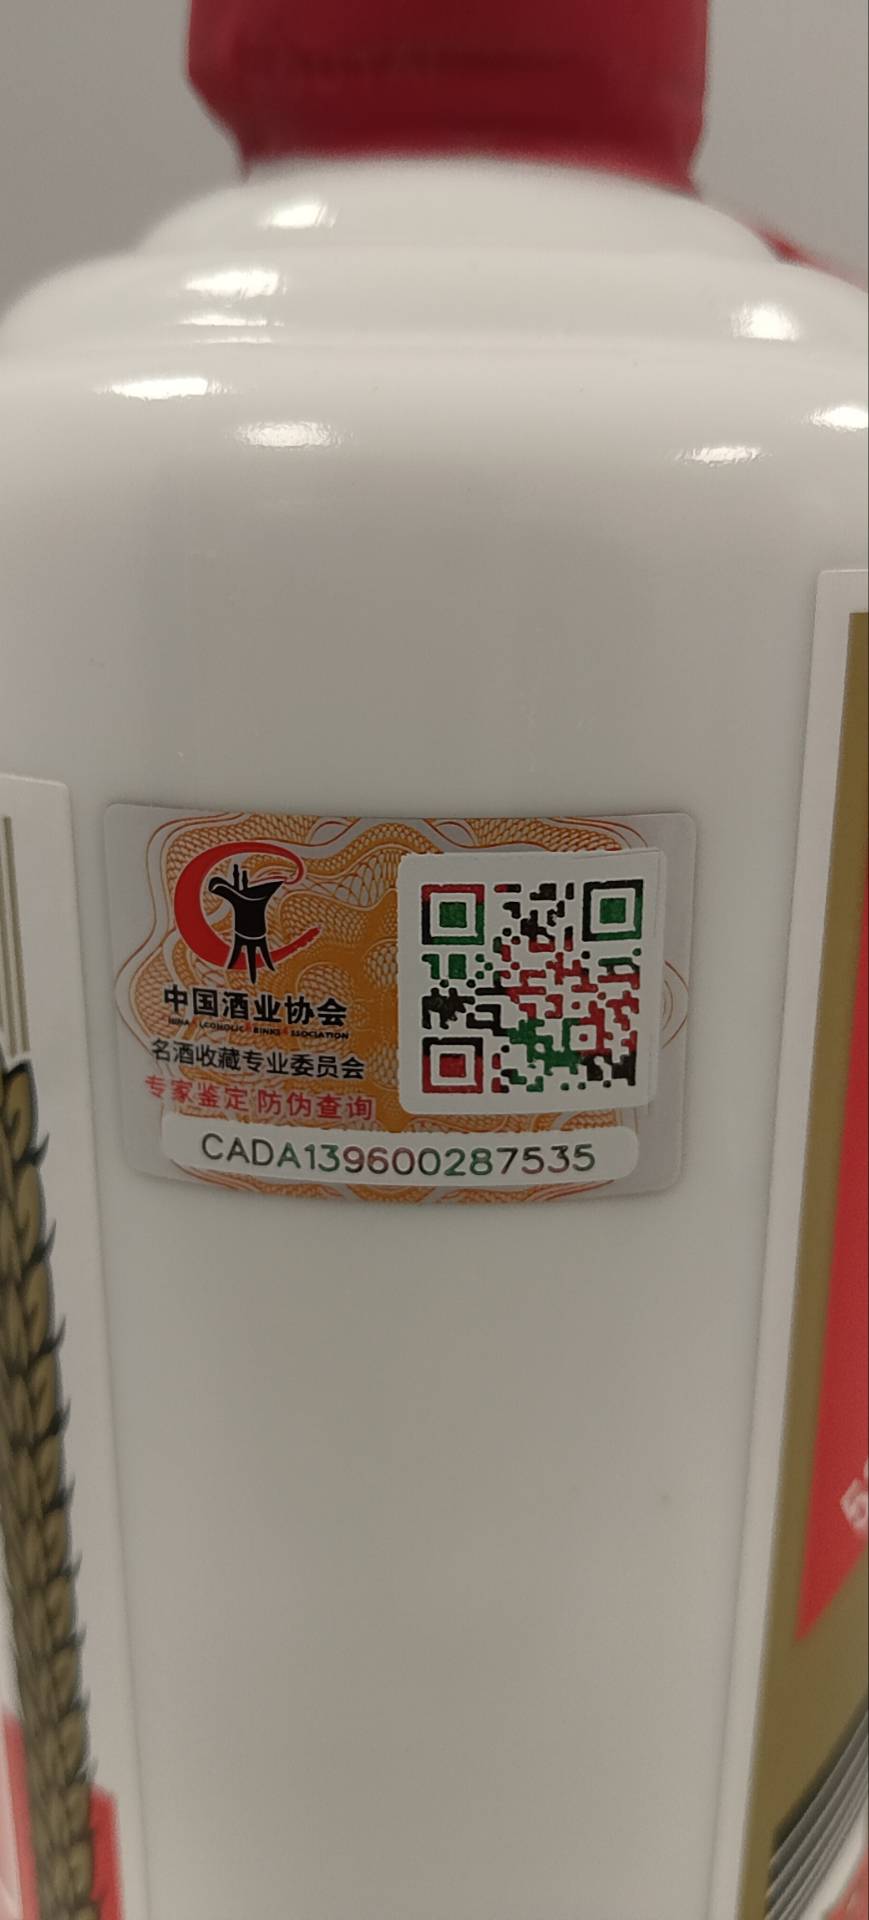 中国酒业协会
名酒收藏专业委员会
专家鉴定 防伪查询
CADA139600287535